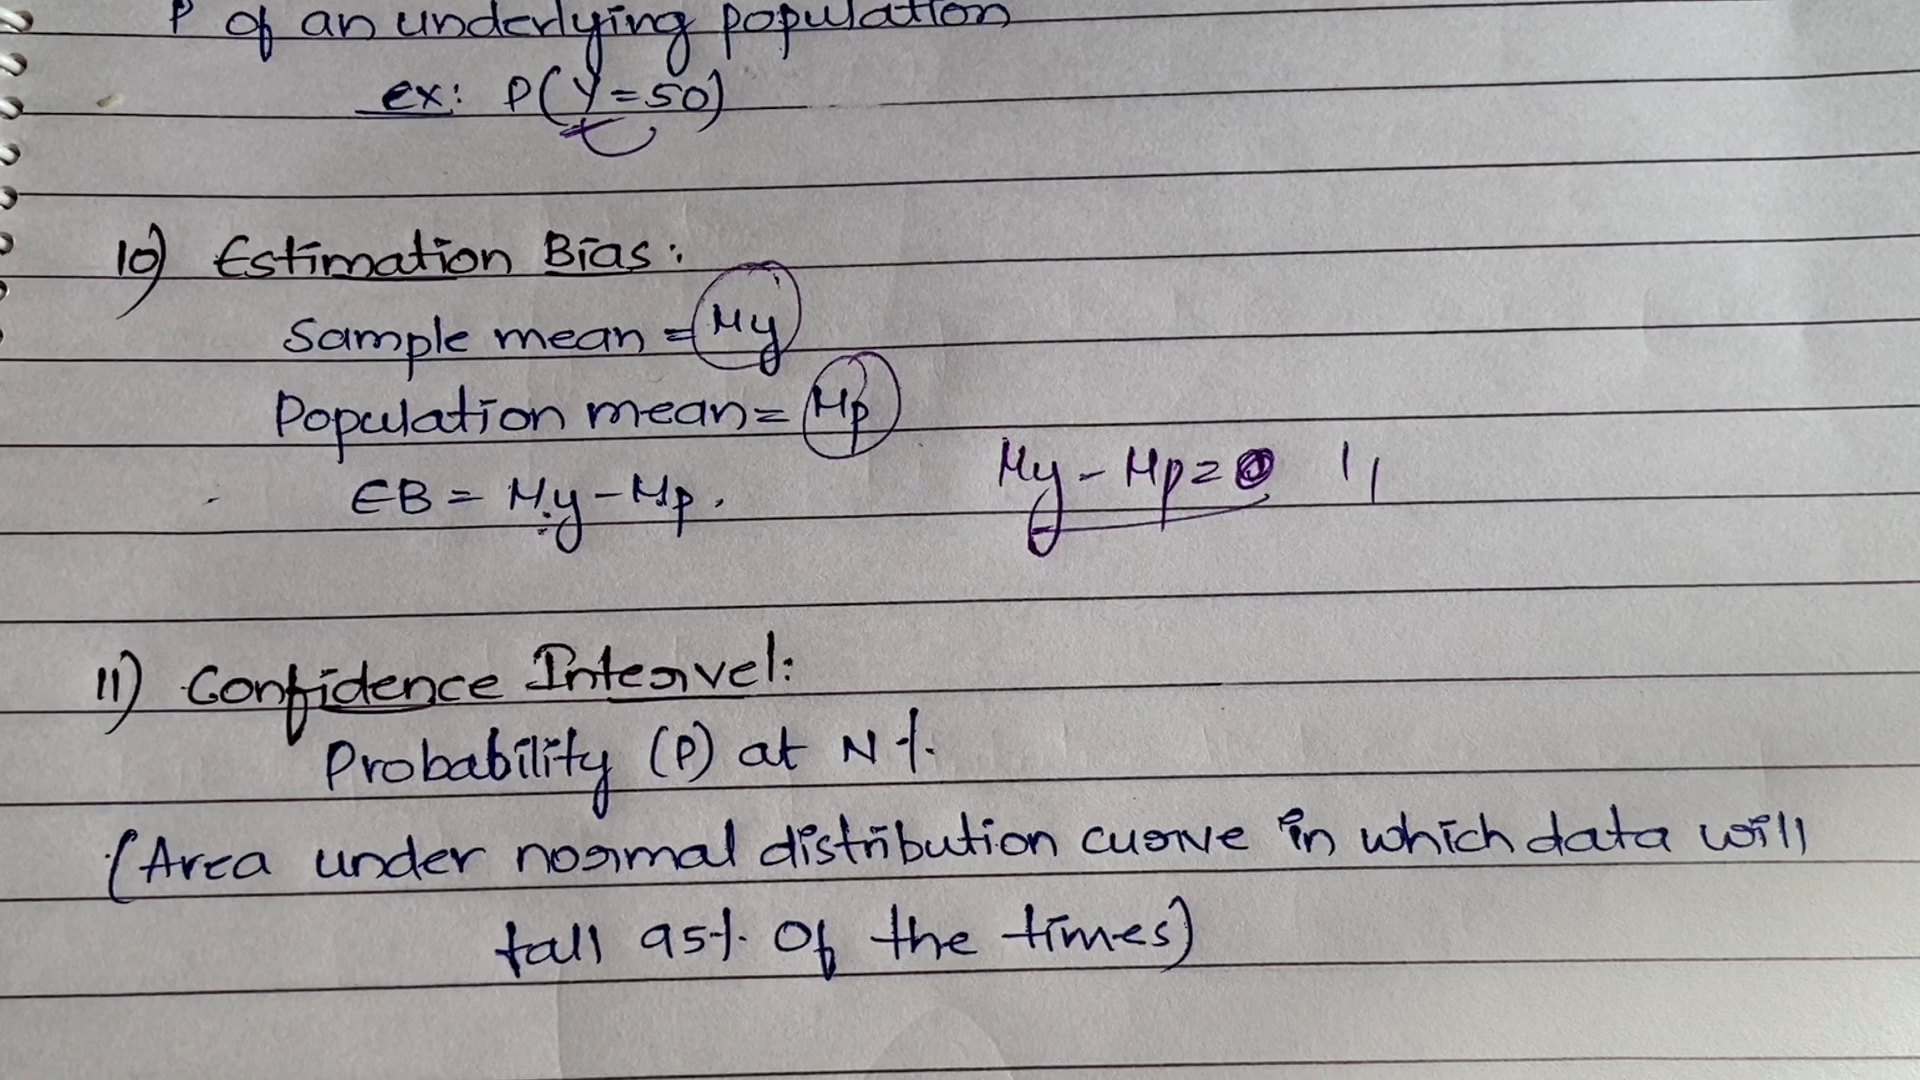 P of an underlying population
ex: P(Y=50)
10) Estimation Bias:
Sample mean = μy
Population mean = μp
EB = μy - μp.
μy - μp = 0
11) Confidence Intervel:
Probability (P) at N%
(Area under normal distribution curve in which data will
fall 95% of the times)